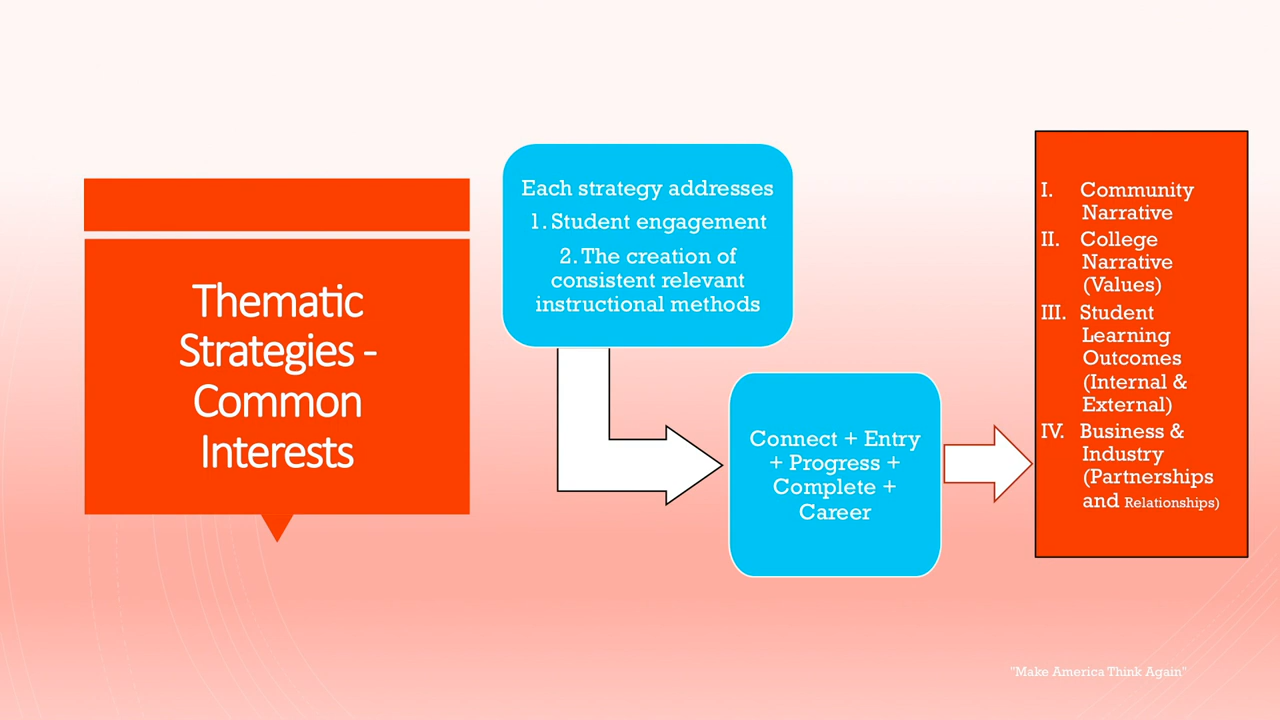 Thematic
Strategies -
Common
Interests
Each strategy addresses
1. Student engagement
2. The creation of
consistent relevant
instructional methods
Connect + Entry
+ Progress +
Complete +
Career
I. Community
Narrative
II. College
Narrative
(Values)
III. Student
Learning
Outcomes
(Internal &
External)
IV. Business &
Industry
(Partnerships
and Relationships)
"Make America Think Again"